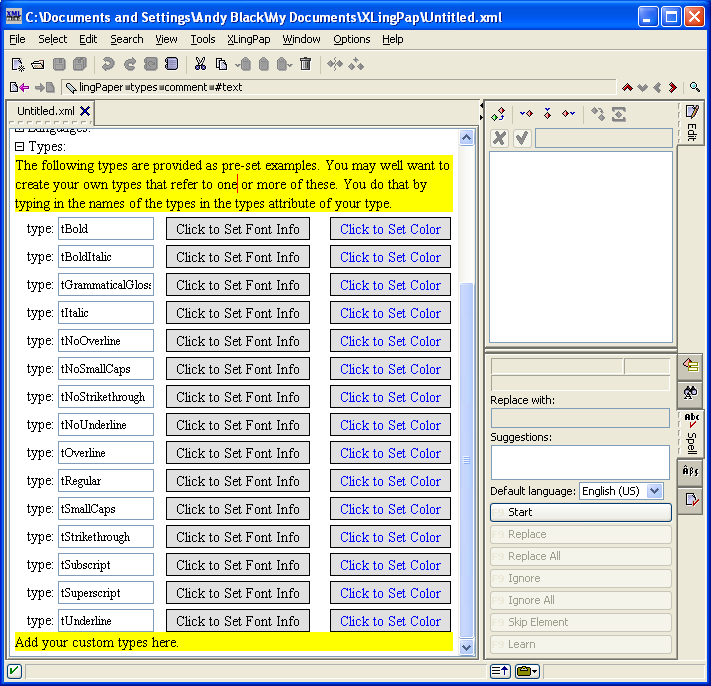 C:\Documents and Settings\Andy Black\My Documents\XLingPap\Untitled.xml
File Select Edit Search View Tools XLingPap Window Options Help
lingPaper types comment #text
Untitled.xml
Languages:
Types:
The following types are provided as pre-set examples. You may well want to
create your own types that refer to one or more of these. You do that by
typing in the names of the types in the types attribute of your type.
type: tBold Click to Set Font Info Click to Set Color
type: tBoldItalic Click to Set Font Info Click to Set Color
type: tGrammaticalGloss Click to Set Font Info Click to Set Color
type: tItalic Click to Set Font Info Click to Set Color
type: tNoOverline Click to Set Font Info Click to Set Color
type: tNoSmallCaps Click to Set Font Info Click to Set Color
type: tNoStrikethrough Click to Set Font Info Click to Set Color
type: tNoUnderline Click to Set Font Info Click to Set Color
type: tOverline Click to Set Font Info Click to Set Color
type: tRegular Click to Set Font Info Click to Set Color
type: tSmallCaps Click to Set Font Info Click to Set Color
type: tStrikethrough Click to Set Font Info Click to Set Color
type: tSubscript Click to Set Font Info Click to Set Color
type: tSuperscript Click to Set Font Info Click to Set Color
type: tUnderline Click to Set Font Info Click to Set Color
Add your custom types here.
Edit
Replace with:
Suggestions:
Default language: English (US)
Start
F9 Replace
F9 Replace All
F9 Ignore
F9 Ignore All
F9 Skip Element
F9 Learn
Abc
Spell